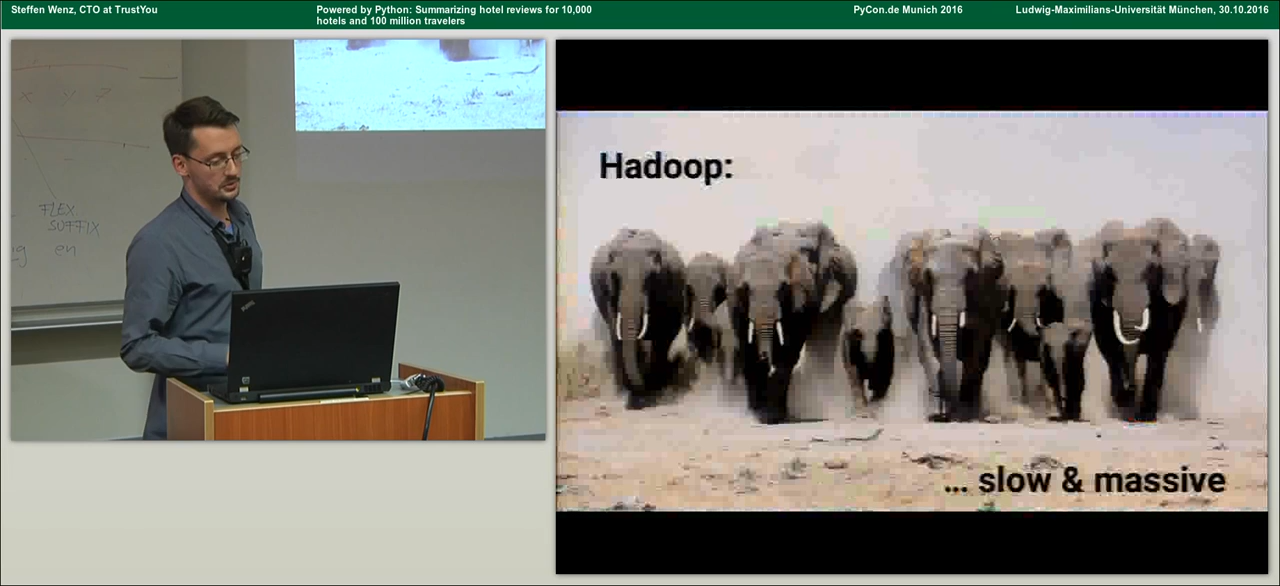 Steffen Wenz, CTO at TrustYou
Powered by Python: Summarizing hotel reviews for 10,000
hotels and 100 million travelers
PyCon.de Munich 2016
Ludwig-Maximilians-Universität München, 30.10.2016
x y z
FLEX
SUFFIX
en
ThinkPad
Hadoop:
... slow & massive